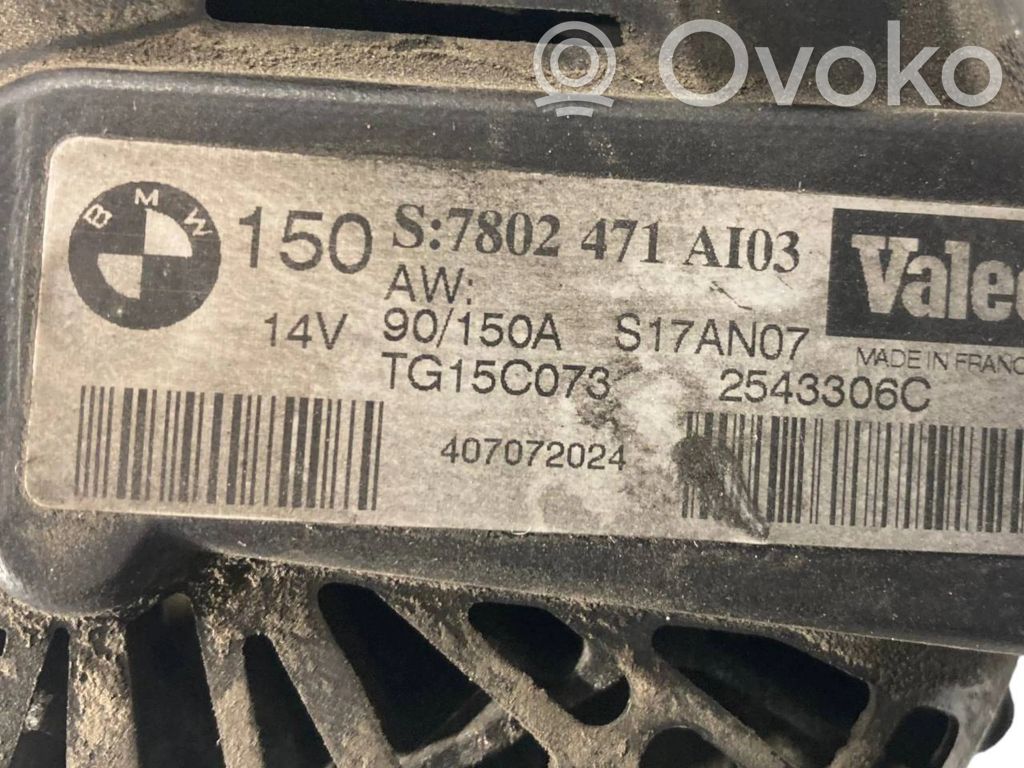 Ovoko
BMW
150 S:7802 471 AI03
Valeo
AW:
14V 90/150A S17AN07
MADE IN FRANC
TG15C073 2543306C
407072024